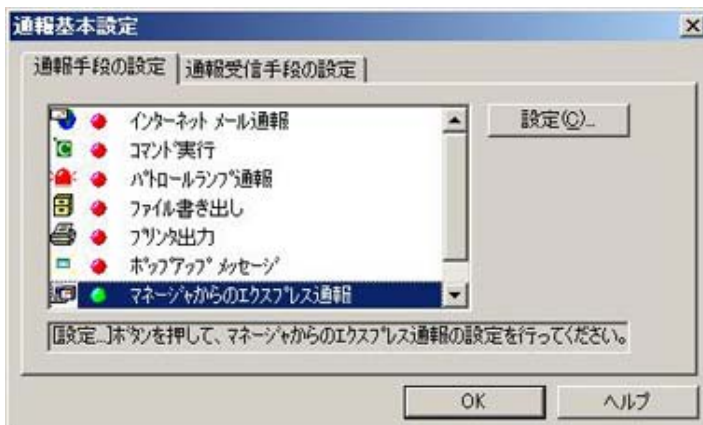 通報基本設定
通報手段の設定
通報受信手段の設定
インターネット メール通報
設定(C)...
コマンド実行
パトロールランプ通報
ファイル書き出し
プリンタ出力
ポップアップ メッセージ
マネージャからのエクスプレス通報
[設定...]ボタンを押して、マネージャからのエクスプレス通報の設定を行ってください。
OK
ヘルプ